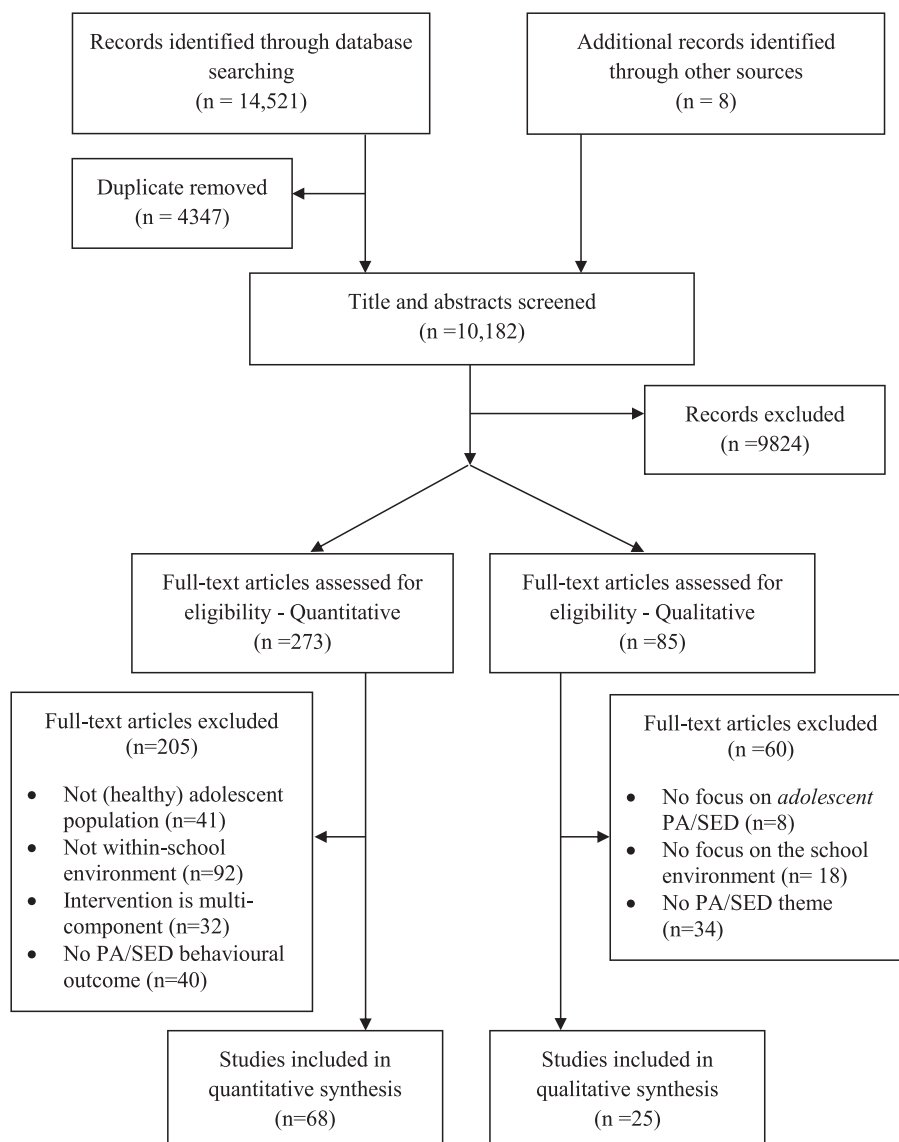 Records identified through database
searching
(n = 14,521)
Additional records identified
through other sources
(n = 8)
Duplicate removed
(n = 4347)
Title and abstracts screened
(n =10,182)
Records excluded
(n =9824)
Full-text articles assessed for
eligibility - Quantitative
(n =273)
Full-text articles assessed for
eligibility - Qualitative
(n =85)
Full-text articles excluded
(n=205)
• Not (healthy) adolescent
population (n=41)
• Not within-school
environment (n=92)
• Intervention is multi-
component (n=32)
• No PA/SED behavioural
outcome (n=40)
Full-text articles excluded
(n =60)
• No focus on adolescent
PA/SED (n=8)
• No focus on the school
environment (n= 18)
• No PA/SED theme
(n=34)
Studies included in
quantitative synthesis
(n=68)
Studies included in
qualitative synthesis
(n =25)